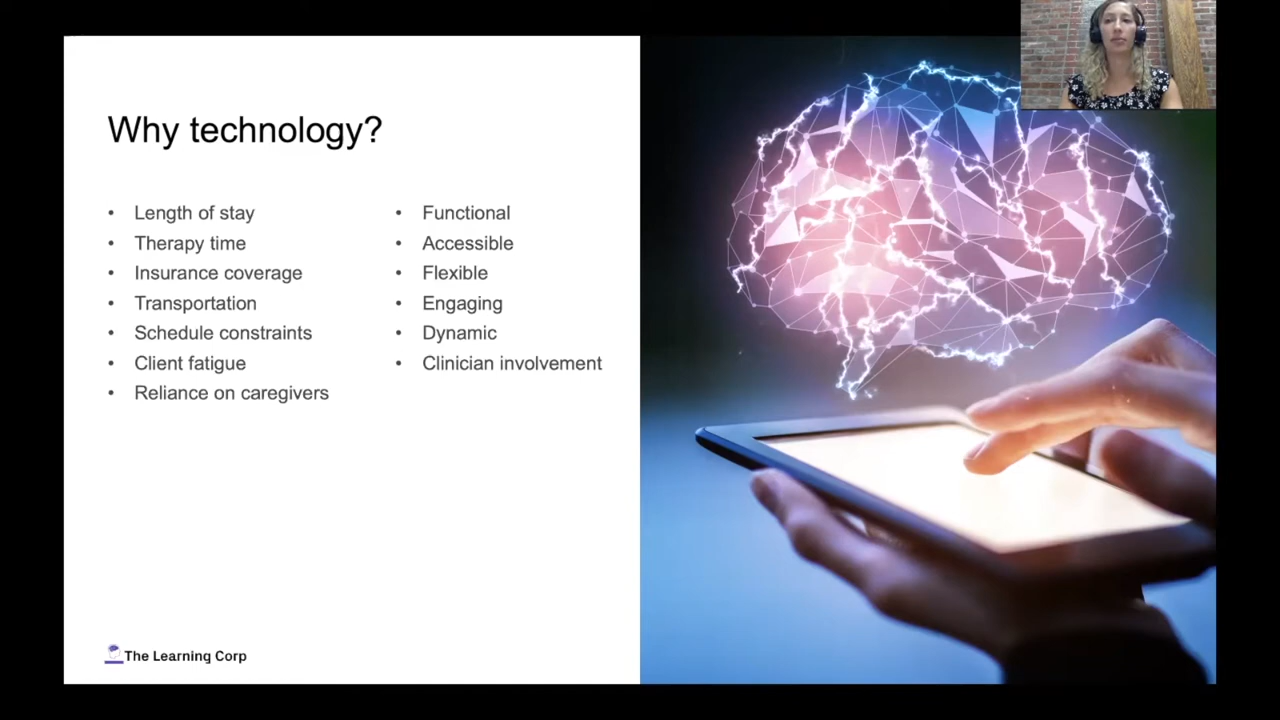 Why technology?
• Length of stay
• Therapy time
• Insurance coverage
• Transportation
• Schedule constraints
• Client fatigue
• Reliance on caregivers
• Functional
• Accessible
• Flexible
• Engaging
• Dynamic
• Clinician involvement
The Learning Corp